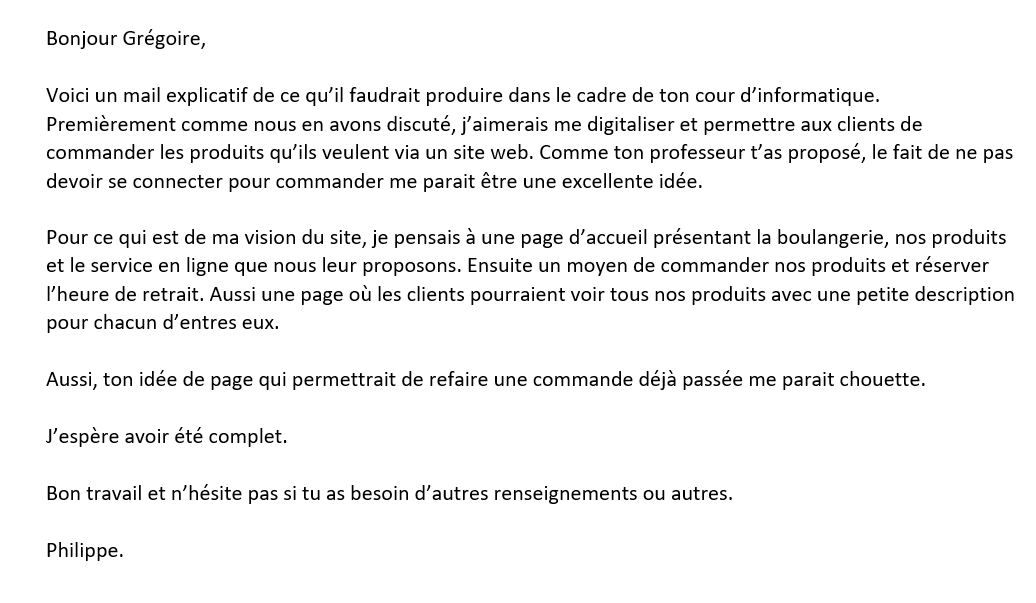 Bonjour Grégoire,
Voici un mail explicatif de ce qu’il faudrait produire dans le cadre de ton cour d’informatique.
Premièrement comme nous en avons discuté, j’aimerais me digitaliser et permettre aux clients de
commander les produits qu’ils veulent via un site web. Comme ton professeur t’as proposé, le fait de ne pas
devoir se connecter pour commander me parait être une excellente idée.
Pour ce qui est de ma vision du site, je pensais à une page d’accueil présentant la boulangerie, nos produits
et le service en ligne que nous leur proposons. Ensuite un moyen de commander nos produits et réserver
l’heure de retrait. Aussi une page où les clients pourraient voir tous nos produits avec une petite description
pour chacun d’entres eux.
Aussi, ton idée de page qui permettrait de refaire une commande déjà passée me parait chouette.
J’espère avoir été complet.
Bon travail et n’hésite pas si tu as besoin d’autres renseignements ou autres.
Philippe.